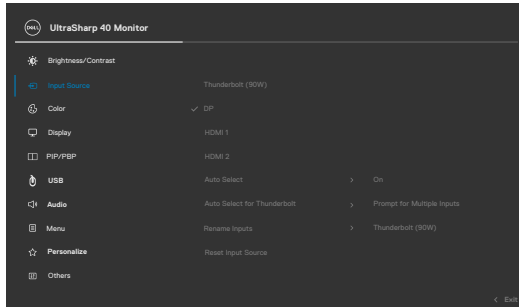 DELL UltraSharp 40 Monitor
Brightness/Contrast
Input Source Thunderbolt (90W)
Color DP
Display HDMI 1
PIP/PBP HDMI 2
USB Auto Select > On
Audio Auto Select for Thunderbolt > Prompt for Multiple Inputs
Menu Rename Inputs > Thunderbolt (90W)
Personalize Reset Input Source
Others
< Exit